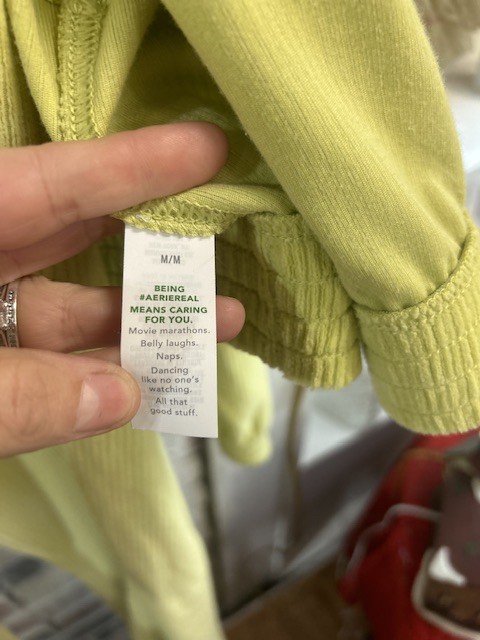 M/M
BEING
#AERIEREAL
MEANS CARING
FOR YOU.
Movie marathons.
Belly laughs.
Naps.
Dancing
like no one's
watching.
All that
good stuff.